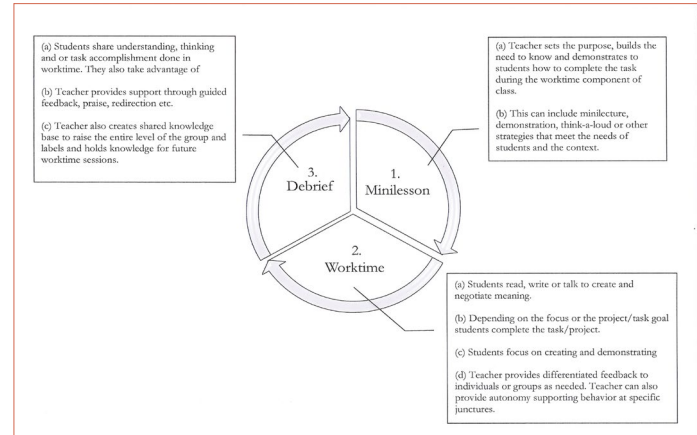 (a) Students share understanding, thinking
and or task accomplishment done in
worktime. They also take advantage of
(b) Teacher provides support through guided
feedback, praise, redirection etc.
(c) Teacher also creates shared knowledge
base to raise the entire level of the group and
labels and holds knowledge for future
worktime sessions.
(a) Teacher sets the purpose, builds the
need to know and demonstrates to
students how to complete the task
during the worktime component of
class.
(b) This can include minilecture,
demonstration, think-a-loud or other
strategies that meet the needs of
students and the context.
3.
Debrief
1.
Minilesson
2.
Worktime
(a) Students read, write or talk to create and
negotiate meaning.
(b) Depending on the focus or the project/task goal
students complete the task/project.
(c) Students focus on creating and demonstrating
(d) Teacher provides differentiated feedback to
individuals or groups as needed. Teacher can also
provide autonomy supporting behavior at specific
junctures.